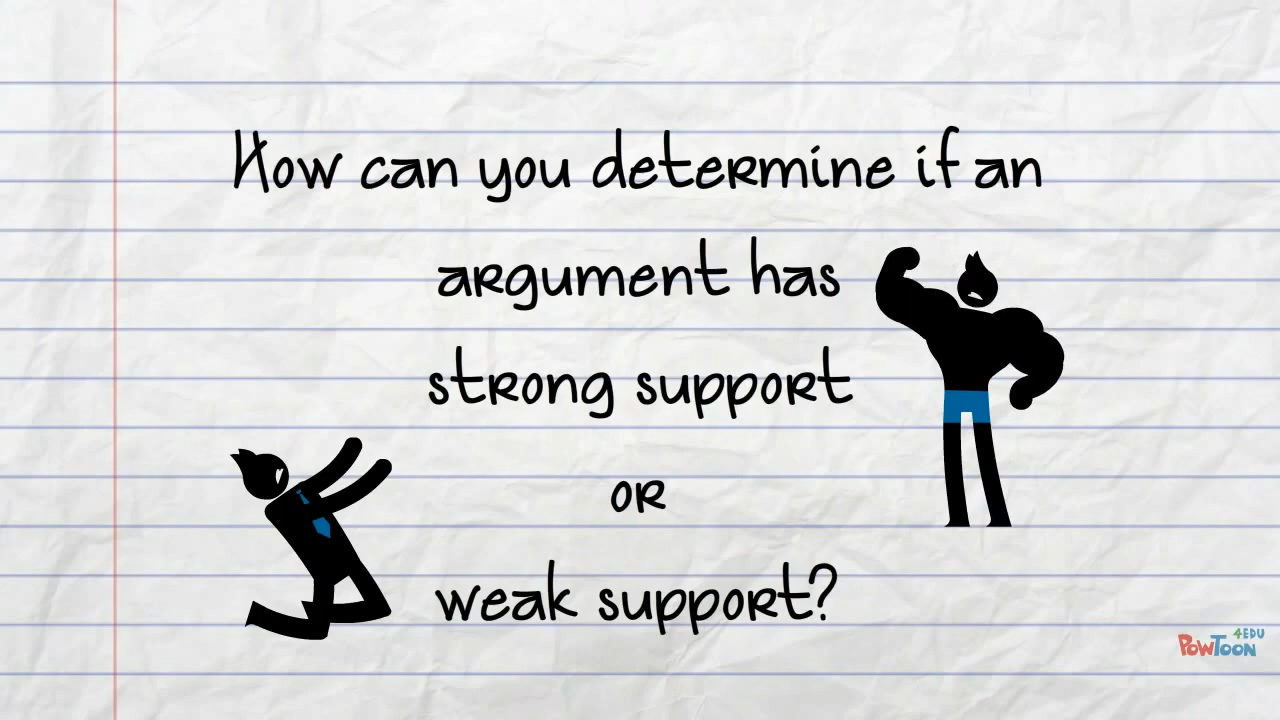 How can you determine if an
argument has
strong support
or
weak support?
4EDU
POWTOON